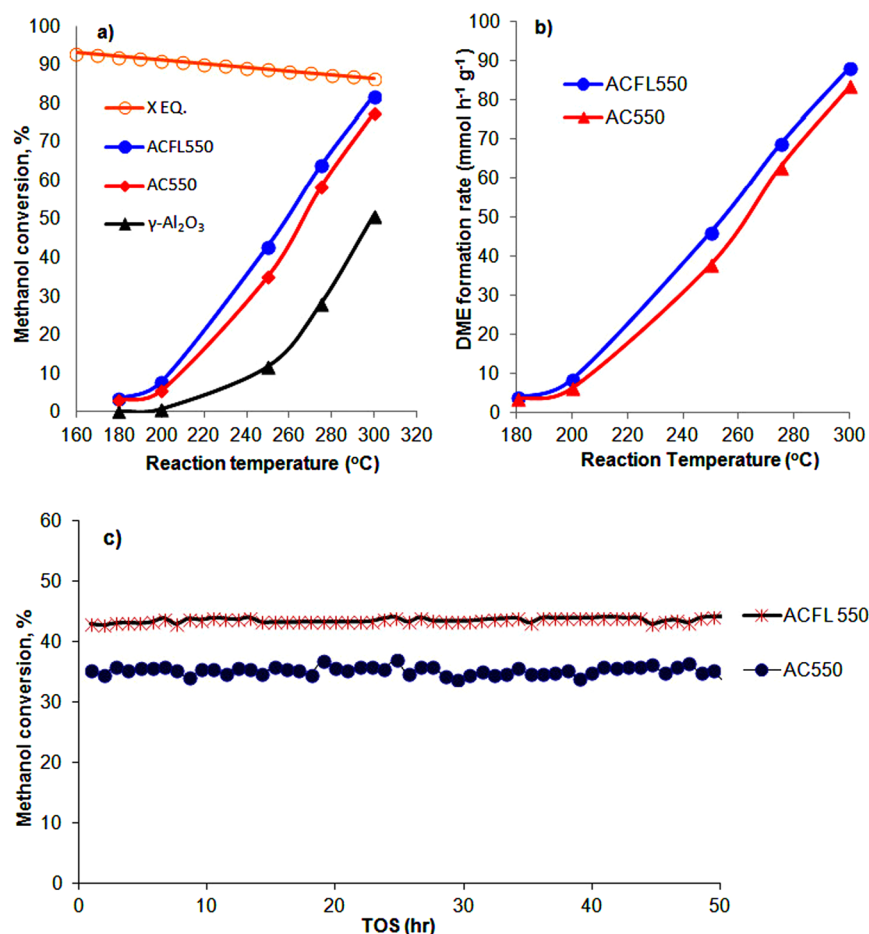 a)
Methanol conversion, %
100
90
80
70
60
50
40
30
20
10
0
X EQ.
ACFL550
AC550
γ-Al₂O₃
160 180 200 220 240 260 280 300 320
Reaction temperature (ᵒC)
b)
DME formation rate (mmol h⁻¹ g⁻¹)
100
90
80
70
60
50
40
30
20
10
0
ACFL550
AC550
180 200 220 240 260 280 300
Reaction Temperature (ᵒC)
c)
Methanol conversion, %
60
50
40
30
20
10
0
ACFL 550
AC550
0 10 20 30 40 50
TOS (hr)